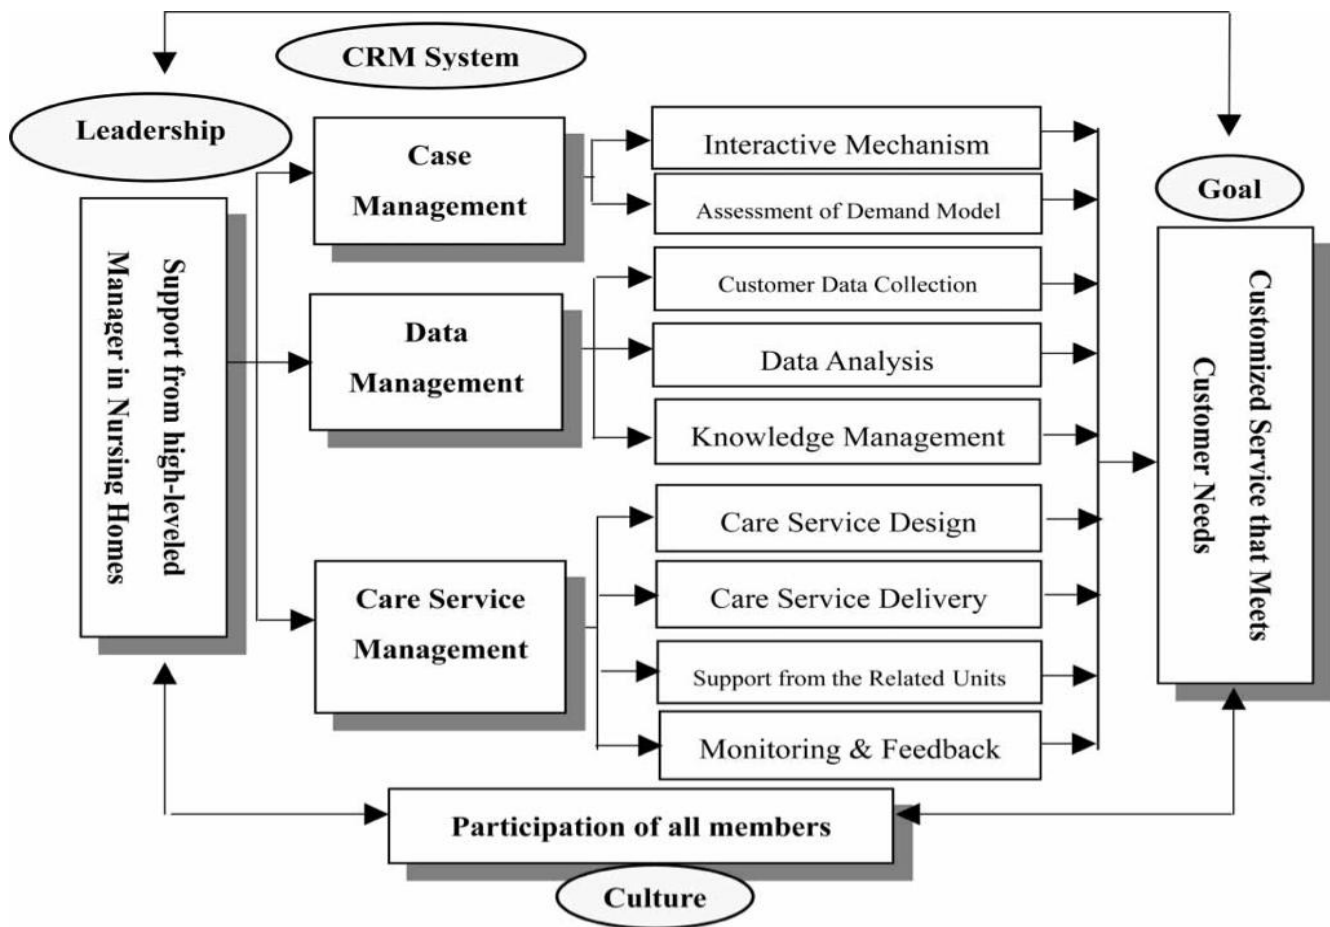 CRM System
Leadership
Support from high-leveled
Manager in Nursing Homes
Case
Management
Interactive Mechanism
Assessment of Demand Model
Data
Management
Customer Data Collection
Data Analysis
Knowledge Management
Care Service
Management
Care Service Design
Care Service Delivery
Support from the Related Units
Monitoring & Feedback
Goal
Customized Service that Meets
Customer Needs
Participation of all members
Culture